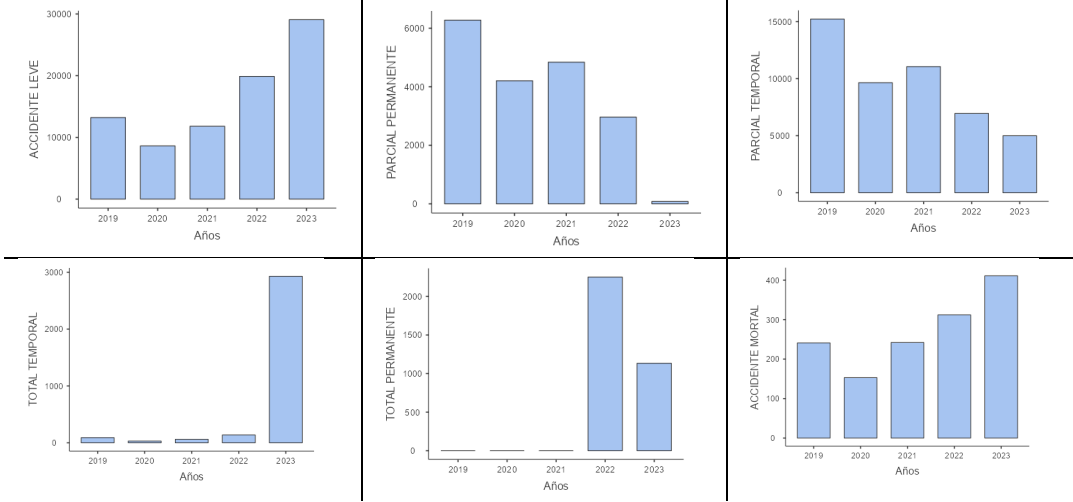 ACCIDENTE LEVE
30000
20000
10000
0
2019 2020 2021 2022 2023
Años
PARCIAL PERMANENTE
6000
4000
2000
0
2019 2020 2021 2022 2023
Años
PARCIAL TEMPORAL
15000
10000
5000
0
2019 2020 2021 2022 2023
Años
TOTAL TEMPORAL
3000
2000
1000
0
2019 2020 2021 2022 2023
Años
TOTAL PERMANENTE
2000
1500
1000
500
0
2019 2020 2021 2022 2023
Años
ACCIDENTE MORTAL
400
300
200
100
0
2019 2020 2021 2022 2023
Años